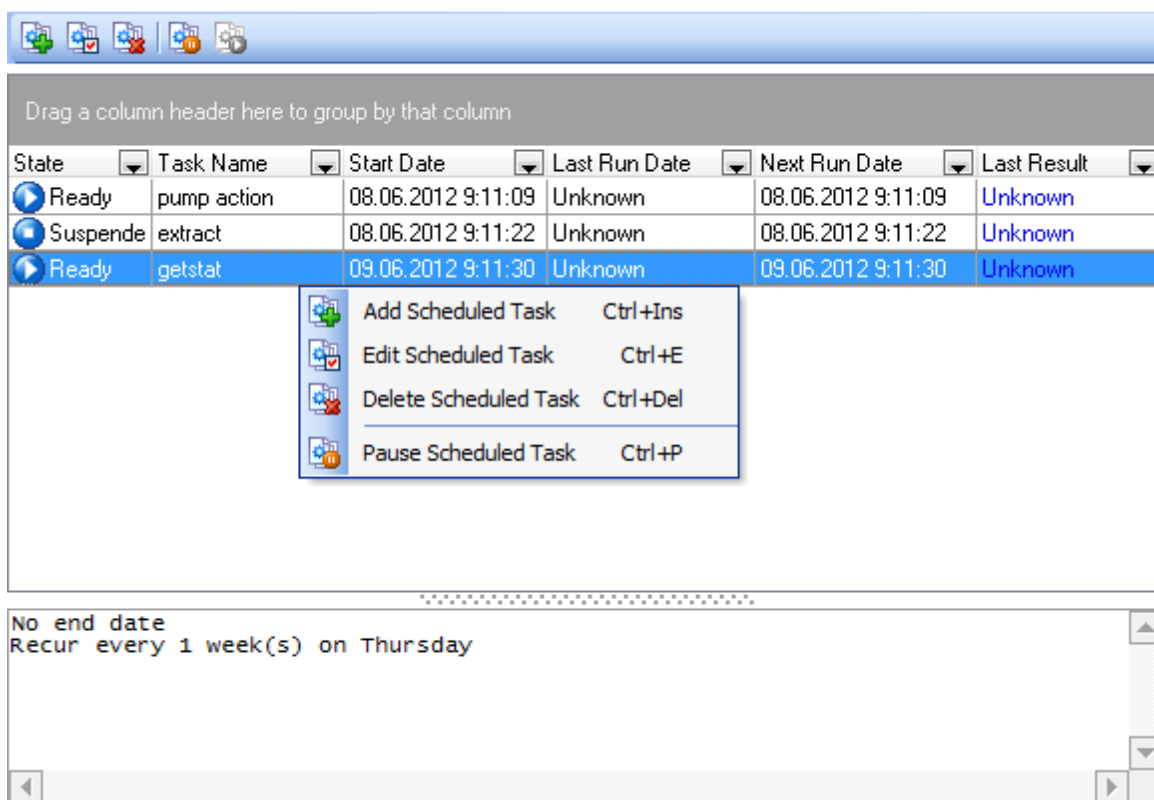 Drag a column header here to group by that column
State Task Name Start Date Last Run Date Next Run Date Last Result
Ready pump action 08.06.2012 9:11:09 Unknown 08.06.2012 9:11:09 Unknown
Suspende extract 08.06.2012 9:11:22 Unknown 08.06.2012 9:11:22 Unknown
Ready getstat 09.06.2012 9:11:30 Unknown 09.06.2012 9:11:30 Unknown
Add Scheduled Task Ctrl+Ins
Edit Scheduled Task Ctrl+E
Delete Scheduled Task Ctrl+Del
Pause Scheduled Task Ctrl+P
No end date
Recur every 1 week(s) on Thursday